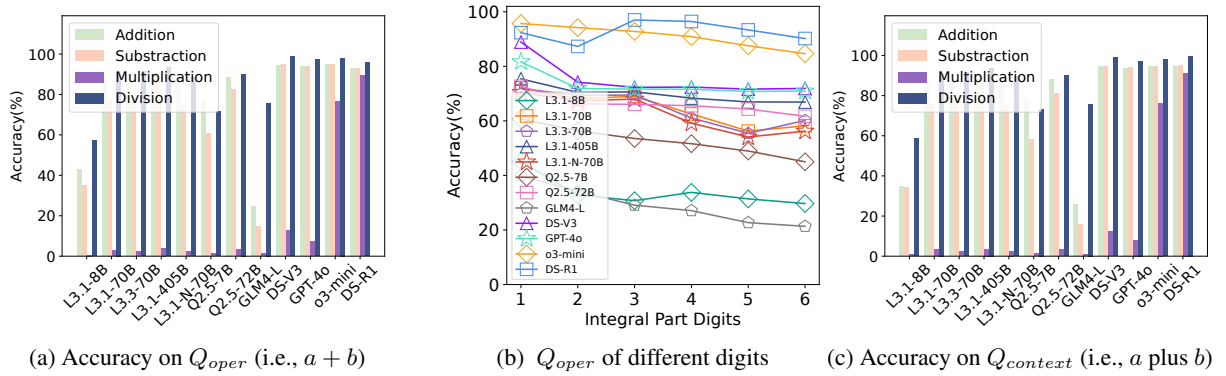 100
80
60
40
20
0
Accuracy(%)
Addition
Substraction
Multiplication
Division
L3.1-8B
L3.1-70B
L3.3-70B
L3.1-405B
L3.1-N-70B
Q2.5-7B
Q2.5-72B
GLM4-L
DS-V3
GPT-4o
o3-mini
DS-R1
(a) Accuracy on Qoper (i.e., a + b)
100
80
60
40
20
0
Accuracy(%)
L3.1-8B
L3.1-70B
L3.3-70B
L3.1-405B
L3.1-N-70B
Q2.5-7B
Q2.5-72B
GLM4-L
DS-V3
GPT-4o
o3-mini
DS-R1
1 2 3 4 5 6
Integral Part Digits
(b) Qoper of different digits
100
80
60
40
20
0
Accuracy(%)
Addition
Substraction
Multiplication
Division
L3.1-8B
L3.1-70B
L3.3-70B
L3.1-405B
L3.1-N-70B
Q2.5-7B
Q2.5-72B
GLM4-L
DS-V3
GPT-4o
o3-mini
DS-R1
(c) Accuracy on Qcontext (i.e., a plus b)